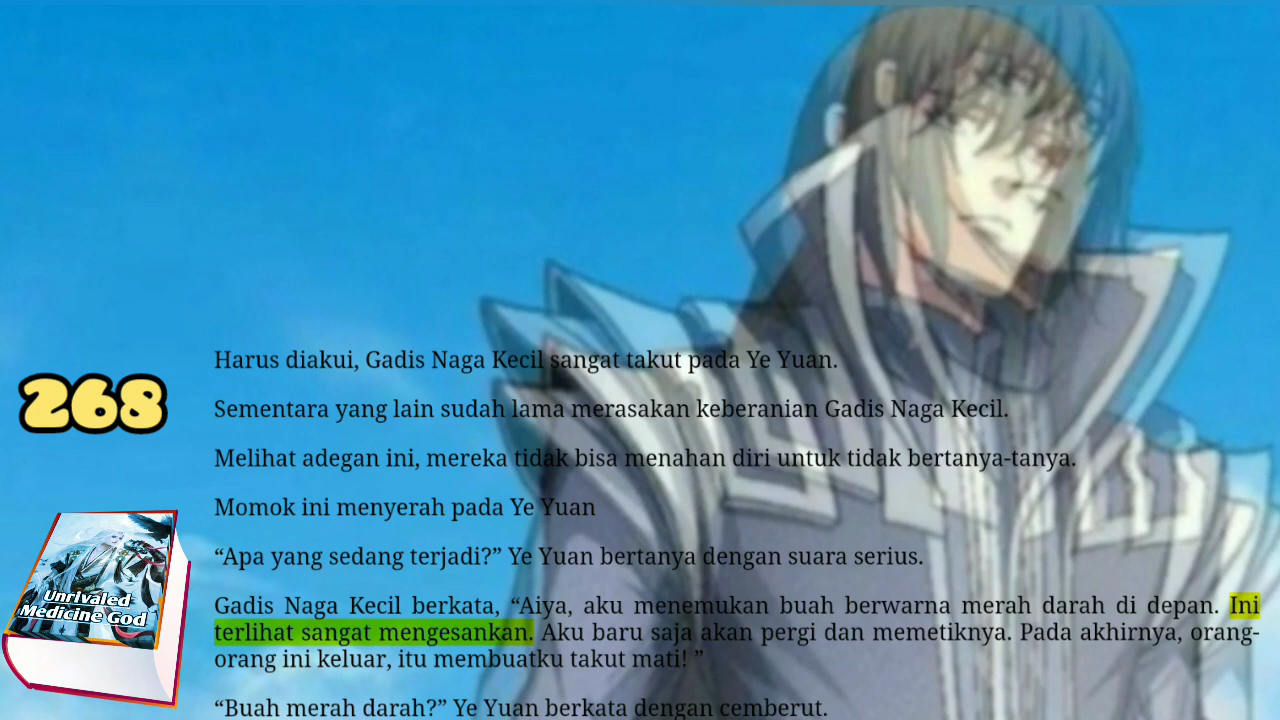 Harus diakui, Gadis Naga Kecil sangat takut pada Ye Yuan.
268
Sementara yang lain sudah lama merasakan keberanian Gadis Naga Kecil.
Melihat adegan ini, mereka tidak bisa menahan diri untuk tidak bertanya-tanya.
Momok ini menyerah pada Ye Yuan
“Apa yang sedang terjadi?” Ye Yuan bertanya dengan suara serius.
Gadis Naga Kecil berkata, “Aiya, aku menemukan buah berwarna merah darah di depan. Ini
terlihat sangat mengesankan. Aku baru saja akan pergi dan memetiknya. Pada akhirnya, orang-
orang ini keluar, itu membuatku takut mati! ”
“Buah merah darah?” Ye Yuan berkata dengan cemberut.
Unrivaled
Medicine God